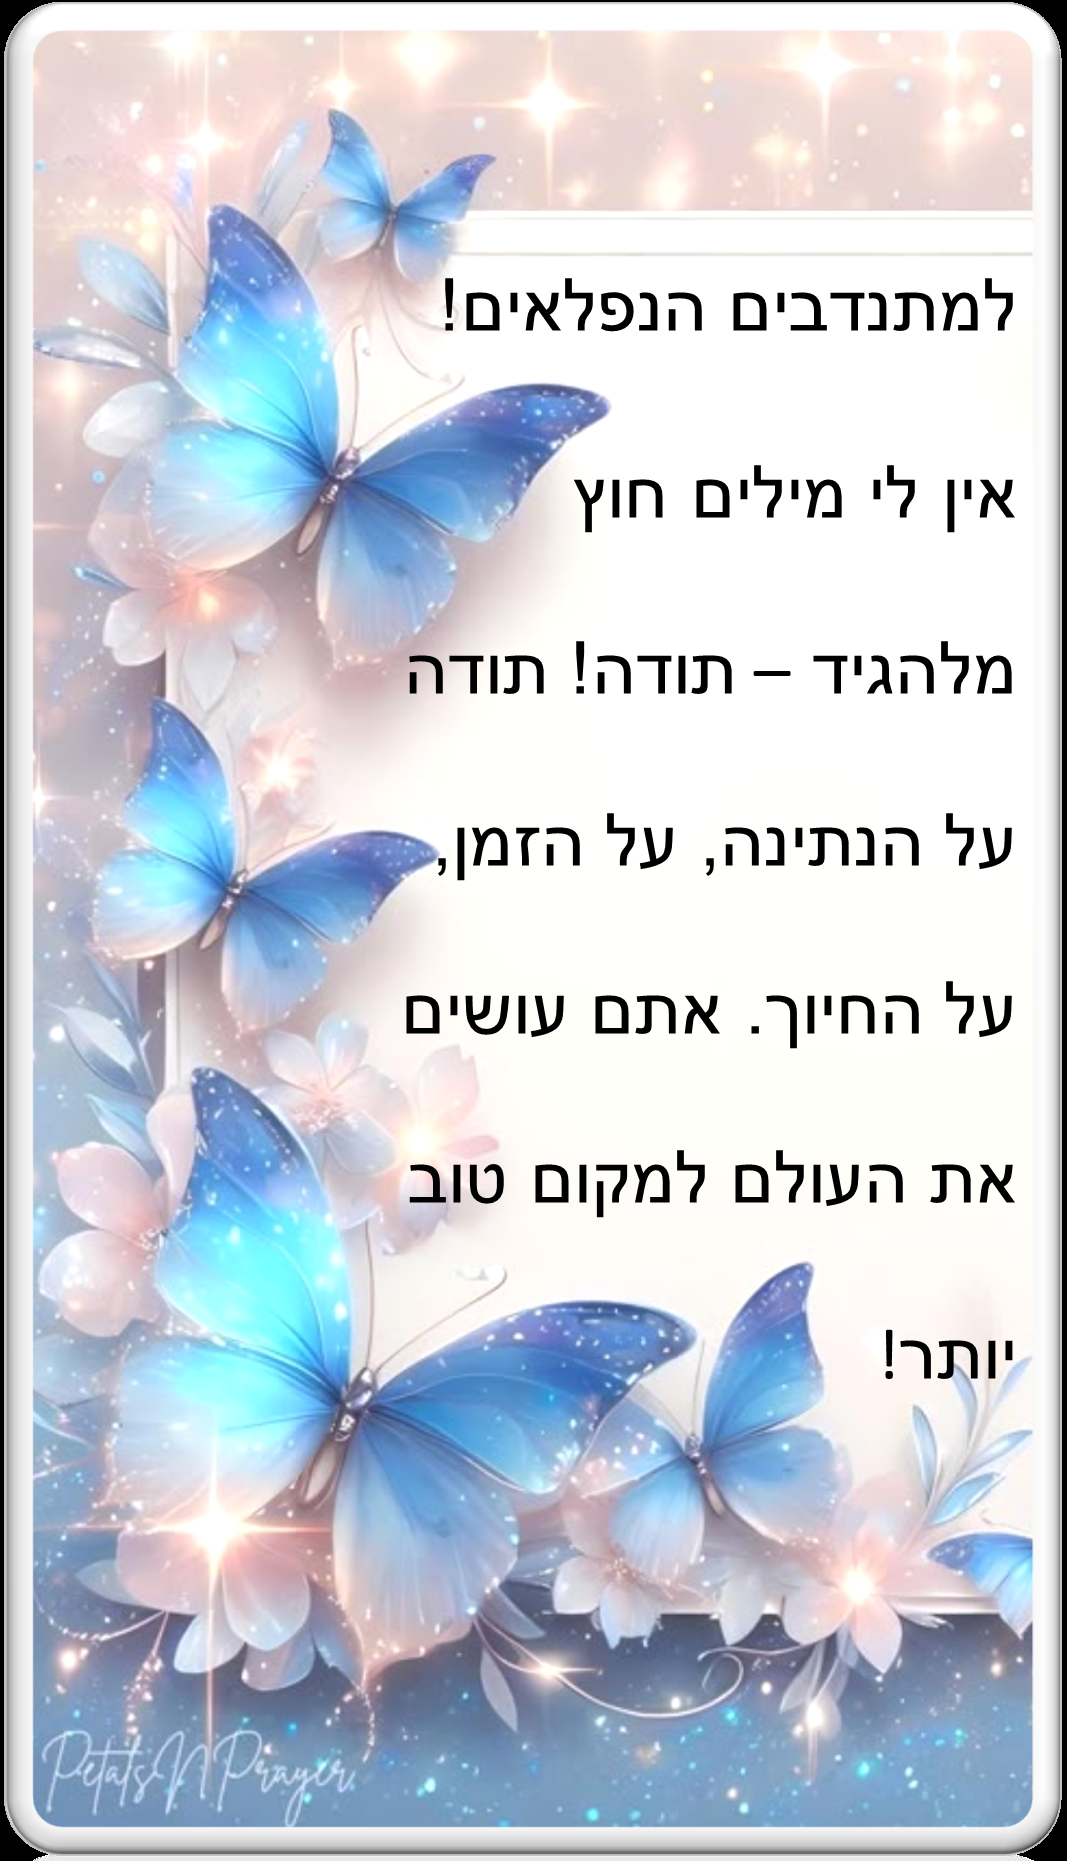 למתנדבים הנפלאים!
אין לי מילים חוץ
מלהגיד – תודה! תודה
על הנתינה, על הזמן,
על החיוך. אתם עושים
את העולם למקום טוב
יותר!
PetalsNPrayer